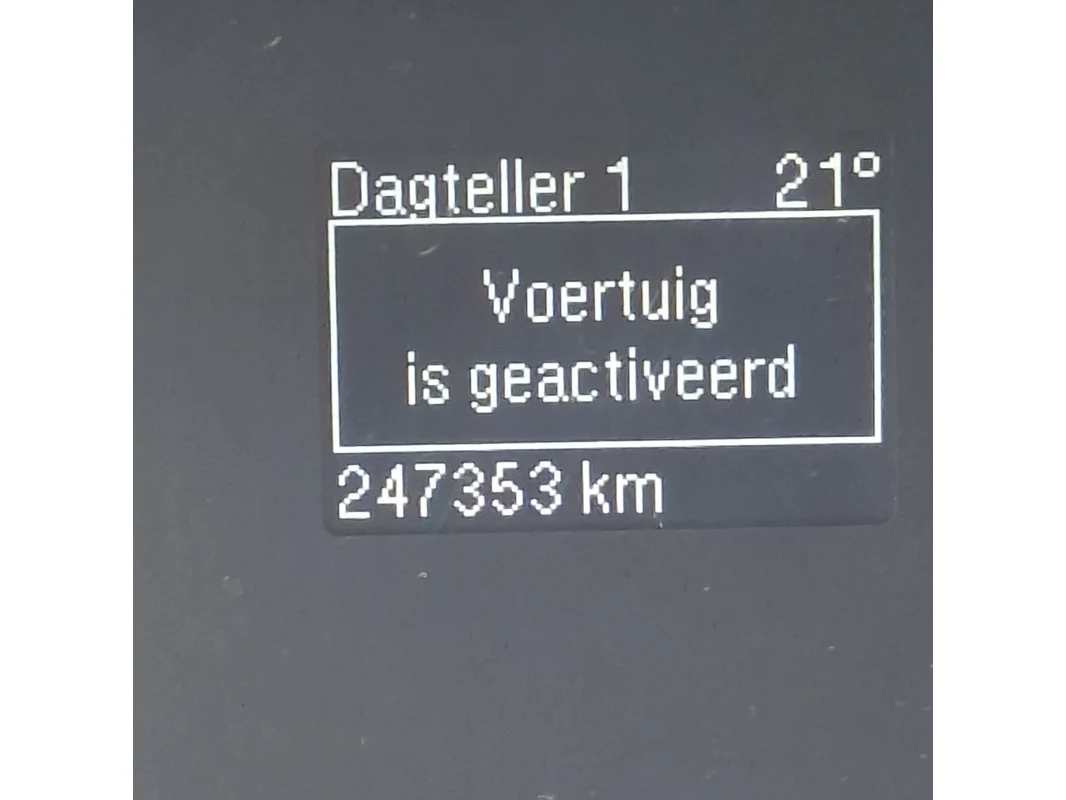 Dagteller 1 21°
Voertuig
is geactiveerd
247353 km